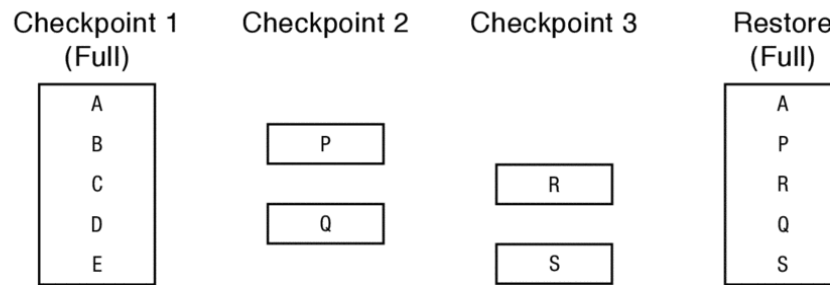 Checkpoint 1
(Full)
A
B
C
D
E
Checkpoint 2
P
Q
Checkpoint 3
R
S
Restore
(Full)
A
P
R
Q
S